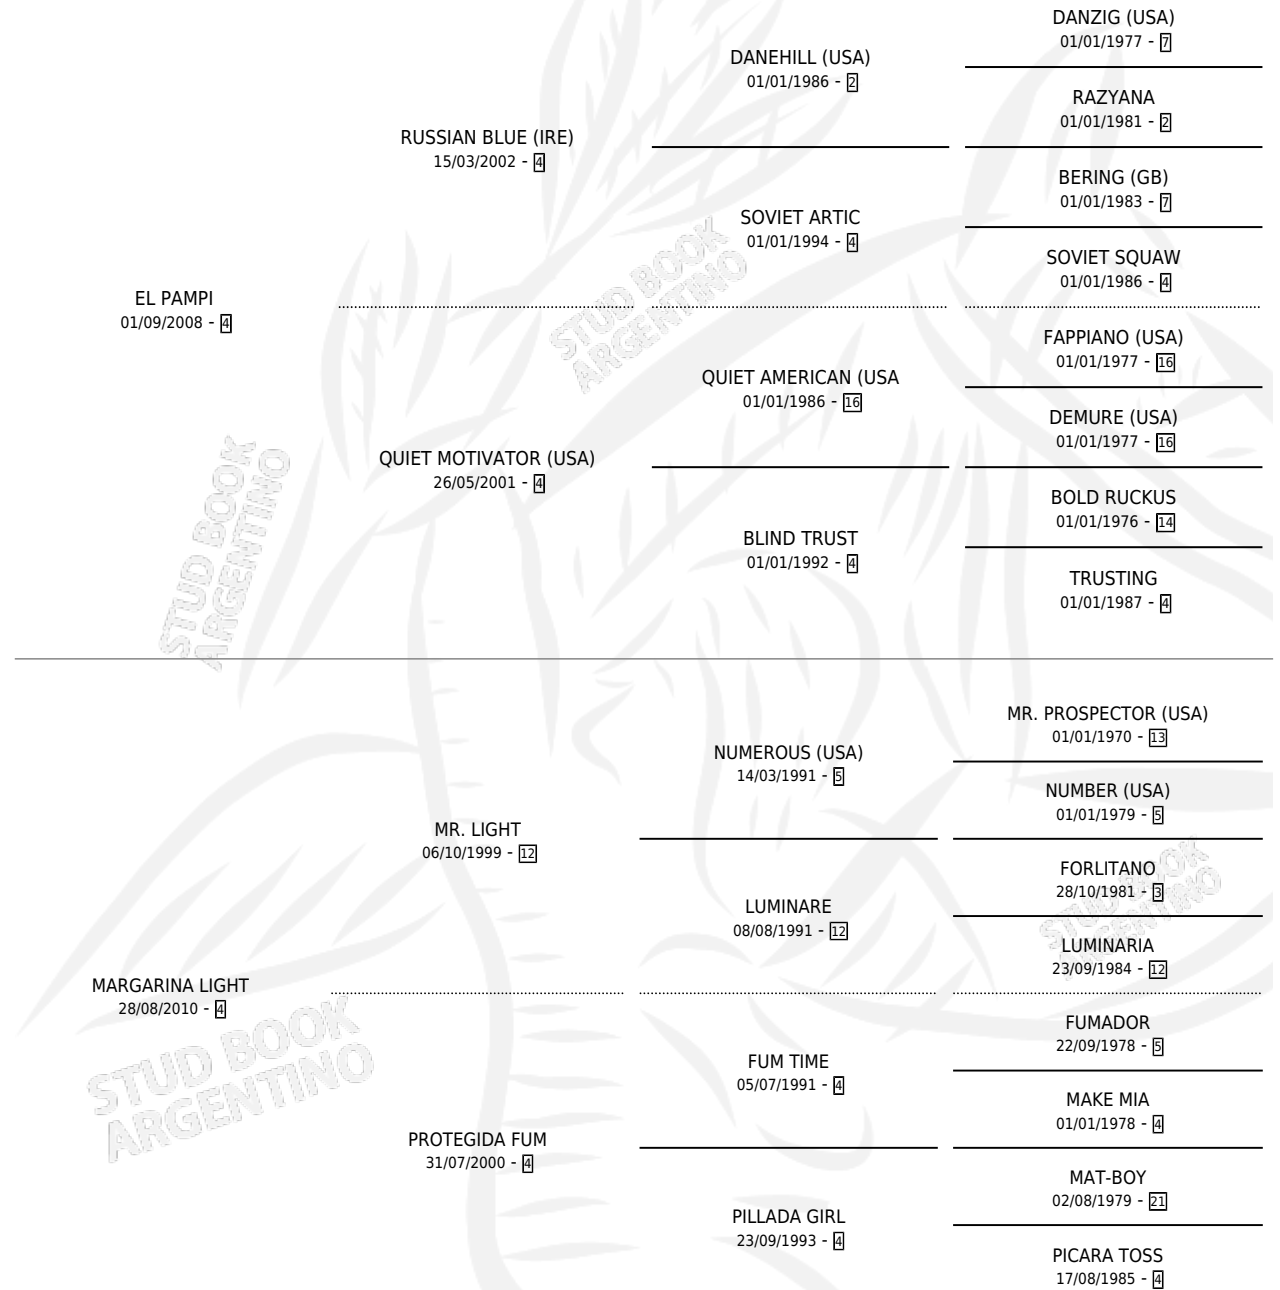 DANZIG (USA)
01/01/1977 - 7
DANEHILL (USA)
01/01/1986 - 2
RAZYANA
01/01/1981 - 2
RUSSIAN BLUE (IRE)
15/03/2002 - 4
BERING (GB)
01/01/1983 - 7
SOVIET ARTIC
01/01/1994 - 4
SOVIET SQUAW
01/01/1986 - 4
EL PAMPI
01/09/2008 - 4
FAPPIANO (USA)
01/01/1977 - 16
QUIET AMERICAN (USA
01/01/1986 - 16
DEMURE (USA)
01/01/1977 - 16
QUIET MOTIVATOR (USA)
26/05/2001 - 4
BOLD RUCKUS
01/01/1976 - 14
BLIND TRUST
01/01/1992 - 4
TRUSTING
01/01/1987 - 4
MR. PROSPECTOR (USA)
01/01/1970 - 13
NUMEROUS (USA)
14/03/1991 - 5
NUMBER (USA)
01/01/1979 - 5
MR. LIGHT
06/10/1999 - 12
FORLITANO
28/10/1981 - 3
LUMINARE
08/08/1991 - 12
LUMINARIA
23/09/1984 - 12
MARGARINA LIGHT
28/08/2010 - 4
FUMADOR
22/09/1978 - 5
FUM TIME
05/07/1991 - 4
MAKE MIA
01/01/1978 - 4
PROTEGIDA FUM
31/07/2000 - 4
MAT-BOY
02/08/1979 - 21
PILLADA GIRL
23/09/1993 - 4
PICARA TOSS
17/08/1985 - 4
STUD BOOK
ARGENTINO
STUD BOOK
ARGENTINO
STUD BOOK
ARGENTINO
STUD BOOK
ARGENTINO